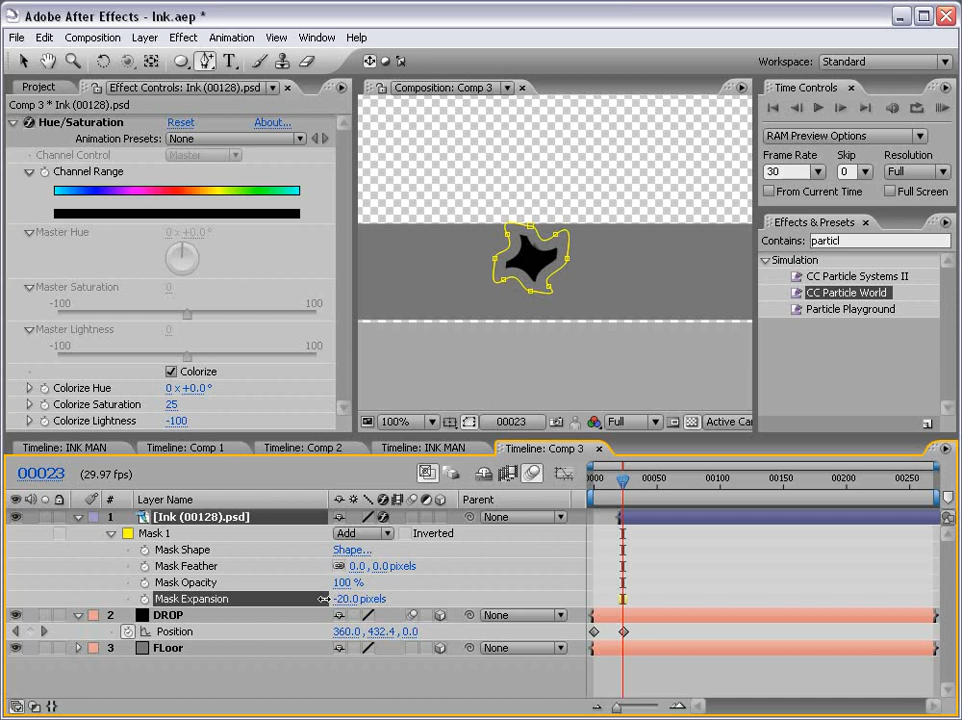 Adobe After Effects - Ink.aep *
File Edit Composition Layer Effect Animation View Window Help
Workspace: Standard
Project Effect Controls: Ink (00128).psd
Comp 3 * Ink (00128).psd
Hue/Saturation Reset About...
Animation Presets: None
Channel Control Master
Channel Range
Master Hue 0 x +0.0°
Master Saturation 0
-100 100
Master Lightness 0
-100 100
Colorize
Colorize Hue 0 x +0.0°
Colorize Saturation 25
Colorize Lightness -100
Composition: Comp 3
100% 00023 Full Active Car
Time Controls
RAM Preview Options
Frame Rate Skip Resolution
30 0 Full
From Current Time Full Screen
Effects & Presets
Contains: particl
Simulation
CC Particle Systems II
CC Particle World
Particle Playground
Timeline: INK MAN Timeline: Comp 1 Timeline: Comp 2 Timeline: INK MAN Timeline: Comp 3
00023 (29.97 fps)
0000 00050 00100 00150 00200 00250
# Layer Name Parent
1 [Ink (00128).psd] None
Mask 1 Add Inverted
Mask Shape Shape...
Mask Feather 0.0, 0.0 pixels
Mask Opacity 100 %
Mask Expansion -20.0 pixels
2 DROP None
Position 360.0, 432.4, 0.0
3 FLoor None